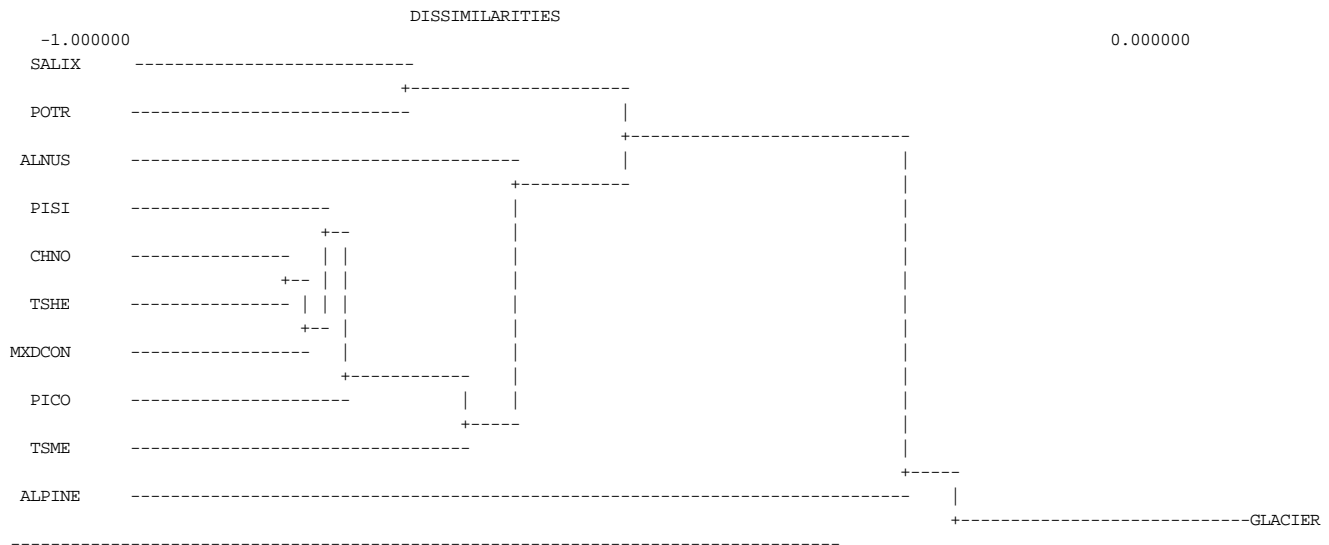 DISSIMILARITIES
-1.000000 0.000000
SALIX
POTR
ALNUS
PISI
CHNO
TSHE
MXDCON
PICO
TSME
ALPINE
GLACIER